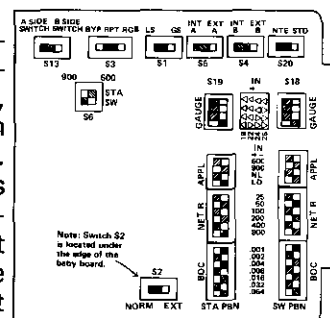 A SIDE B SIDE INT EXT INT EXT
SWITCH SWITCH BYP RPT RGB LS GS A A B B NTE STD
S13 S3 S1 S5 S4 S20
900 600
STA
SW
S6
S19 IN S18
GAUGE GAUGE
IN
APPL 600 APPL
900
NL
LO
NET R 25 NET R
50
100
200
400
800
BOC .001 BOC
.002
.004
.008
.016
.032
.064
STA PBN SW PBN
Note: Switch S2
is located under
the edge of the
baby board.
S2
NORM EXT